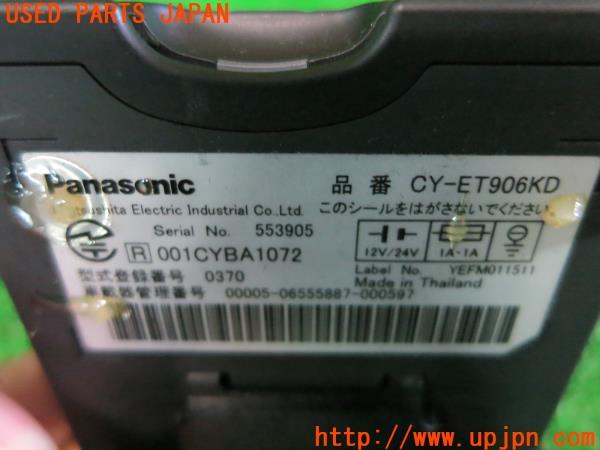 USED PARTS JAPAN
Panasonic
品 番 CY-ET906KD
Matsushita Electric Industrial Co.,Ltd.
このシールをはがさないでください。
Serial No. 553905
R 001CYBA1072
12V/24V
1A・1A
型式登録番号 0370
Label No. YEFM011511
Made in Thailand
車載器管理番号 00005-06555887-000597
http://www.upjpn.com